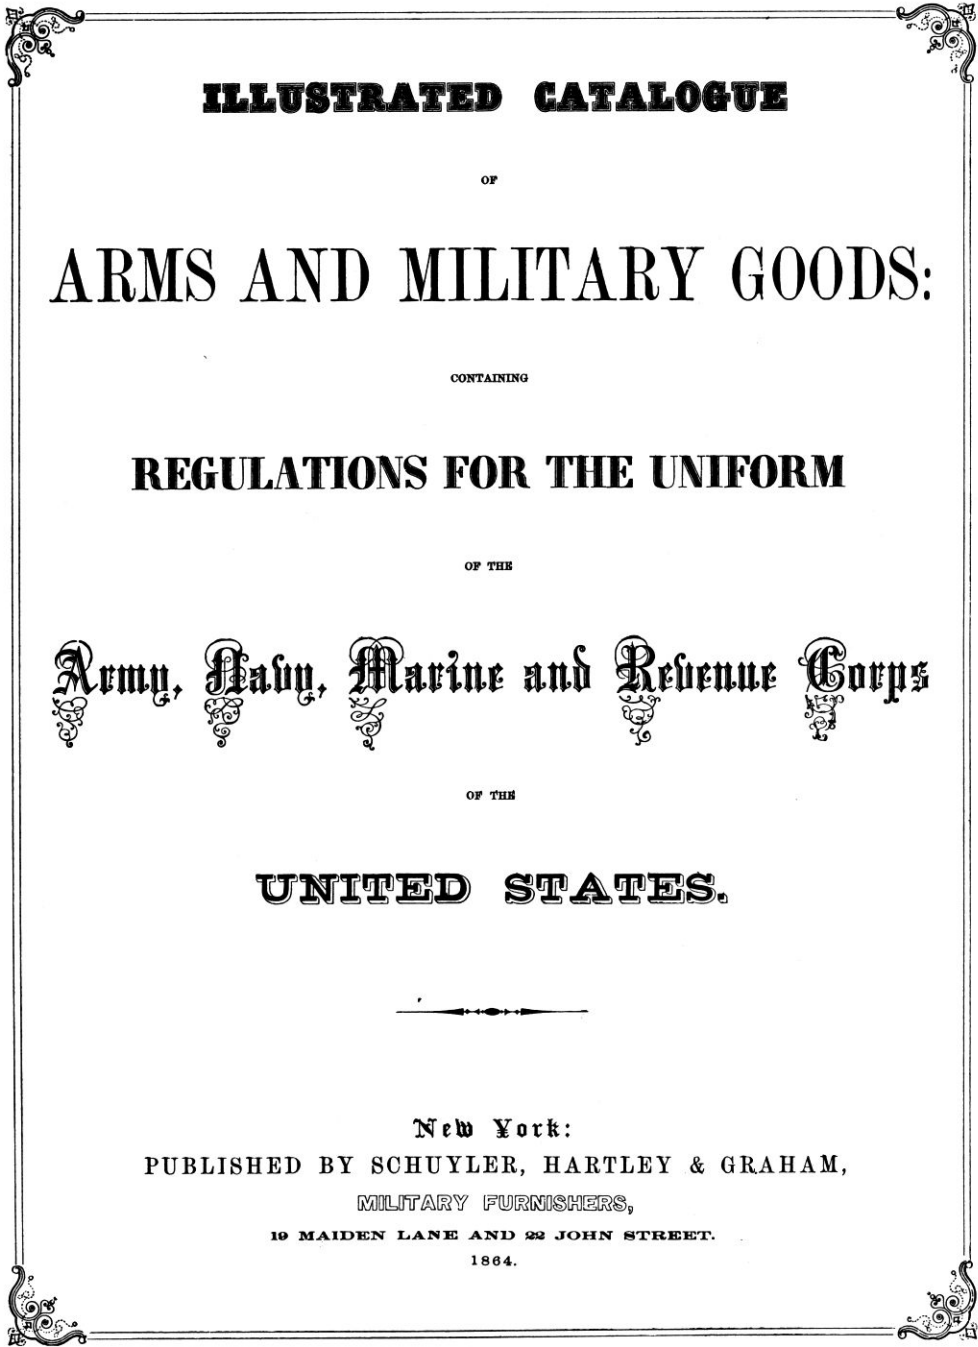 ILLUSTRATED CATALOGUE
OF
ARMS AND MILITARY GOODS:
CONTAINING
REGULATIONS FOR THE UNIFORM
OF THE
Army, Navy, Marine and Revenue Corps
OF THE
UNITED STATES.
New York:
PUBLISHED BY SCHUYLER, HARTLEY & GRAHAM,
MILITARY FURNISHERS,
19 MAIDEN LANE AND 22 JOHN STREET.
1864.